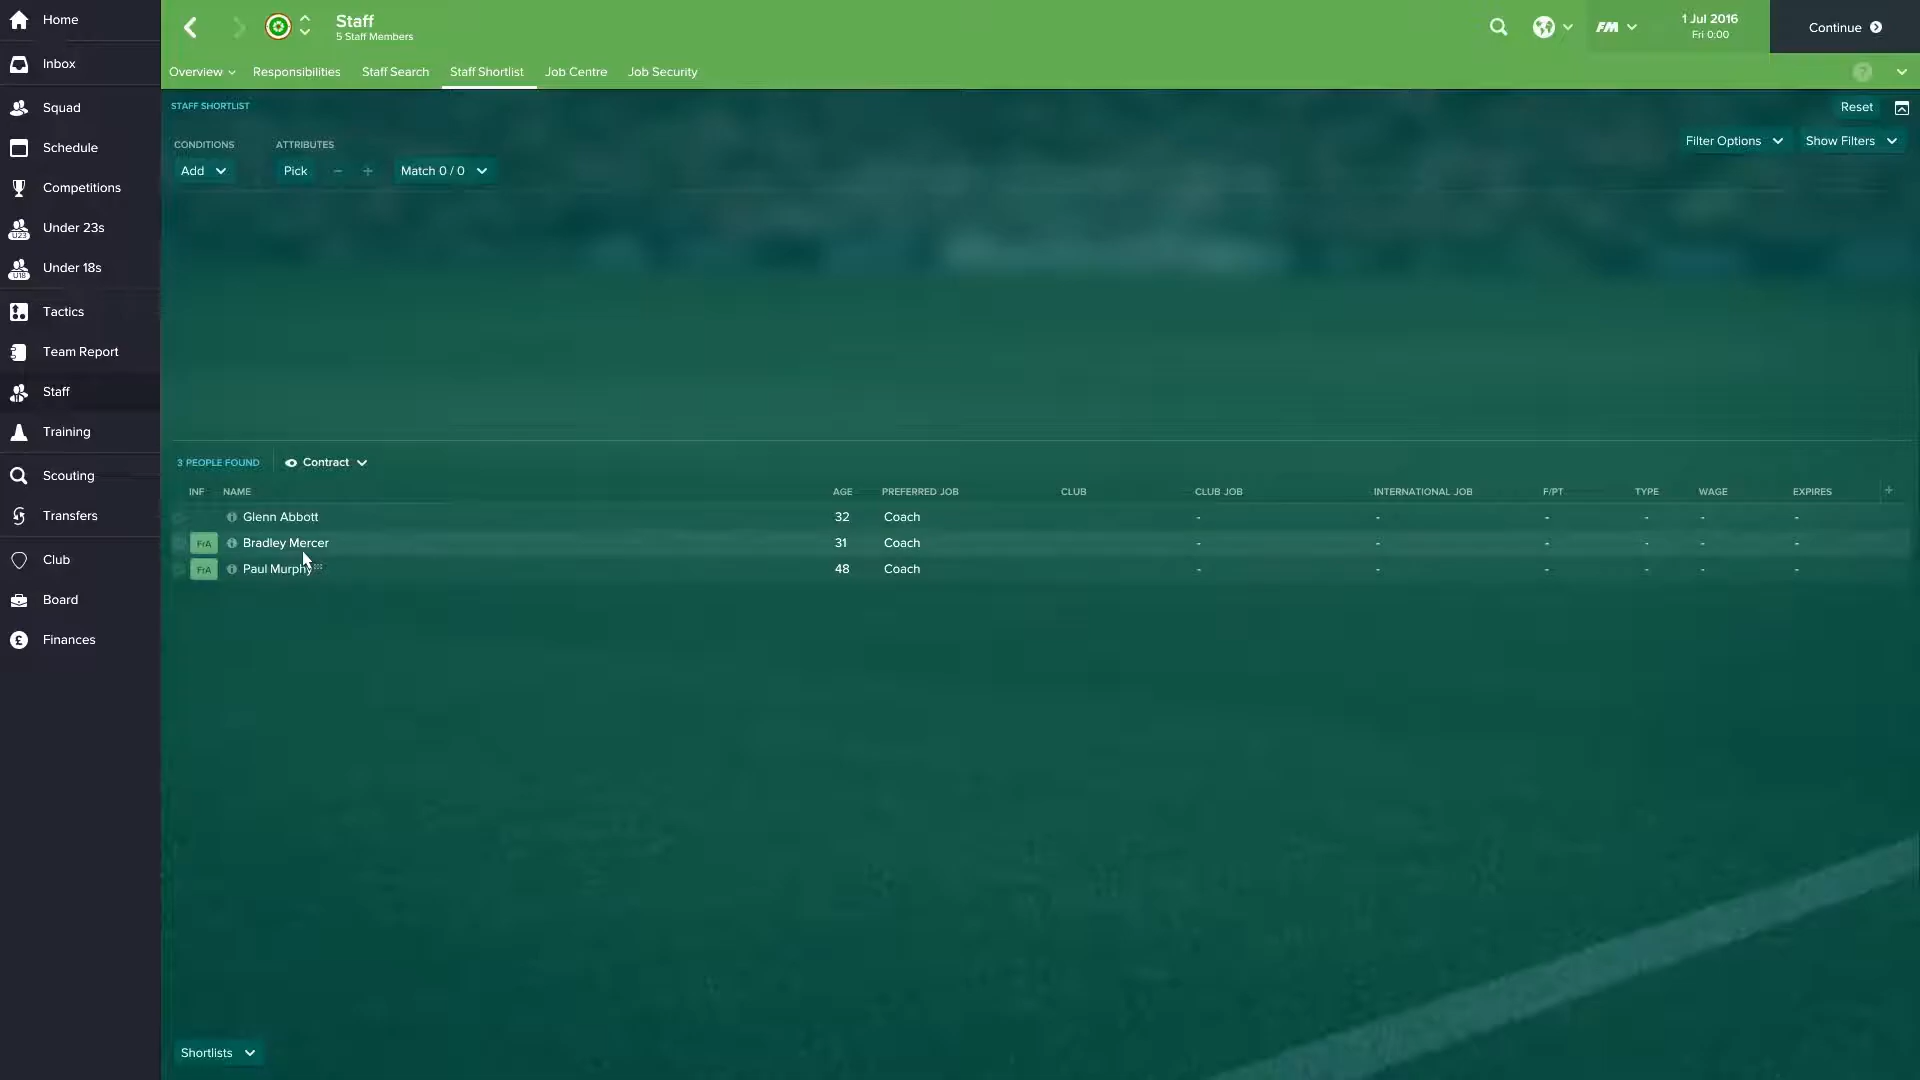 Home
Inbox
Squad
Schedule
Competitions
Under 23s
Under 18s
Tactics
Team Report
Staff
Training
Scouting
Transfers
Club
Board
Finances
Staff
5 Staff Members
FM
1 Jul 2016
Fri 0:00
Continue
Overview Responsibilities Staff Search Staff Shortlist Job Centre Job Security
?
STAFF SHORTLIST
Reset
CONDITIONS ATTRIBUTES
Filter Options Show Filters
Add Pick − + Match 0 / 0
3 PEOPLE FOUND Contract
INF NAME AGE PREFERRED JOB CLUB CLUB JOB INTERNATIONAL JOB F/PT TYPE WAGE EXPIRES +
Glenn Abbott 32 Coach - - - - - -
FrA Bradley Mercer 31 Coach - - - - - -
FrA Paul Murphy 48 Coach - - - - - -
Shortlists